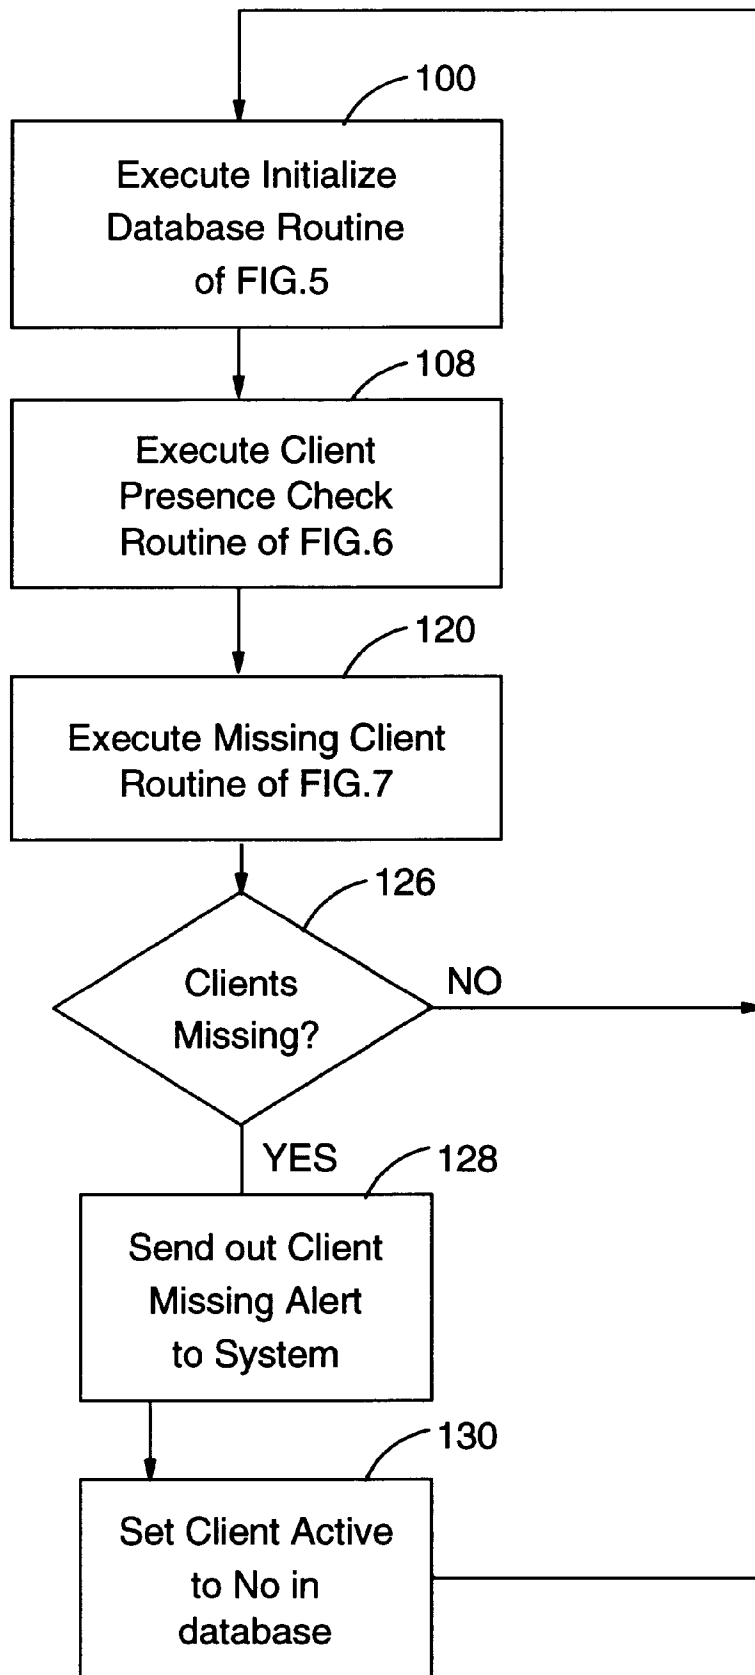 100
Execute Initialize
Database Routine
of FIG.5
108
Execute Client
Presence Check
Routine of FIG.6
120
Execute Missing Client
Routine of FIG.7
126
Clients
Missing?
NO
YES
128
Send out Client
Missing Alert
to System
130
Set Client Active
to No in
database